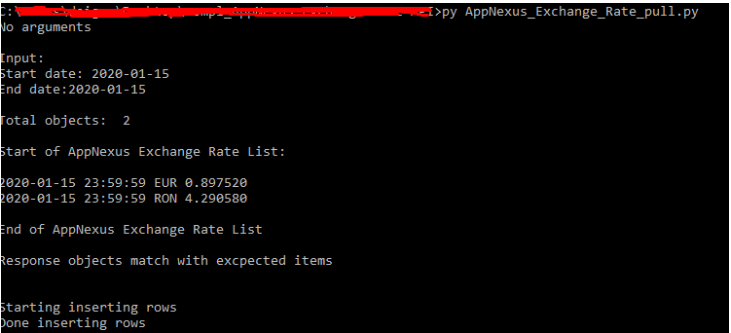 C:\
>py AppNexus_Exchange_Rate_pull.py
No arguments
Input:
Start date: 2020-01-15
End date:2020-01-15
Total objects:  2
Start of AppNexus Exchange Rate List:
2020-01-15 23:59:59 EUR 0.897520
2020-01-15 23:59:59 RON 4.290580
End of AppNexus Exchange Rate List
Response objects match with excpected items
Starting inserting rows
Done inserting rows